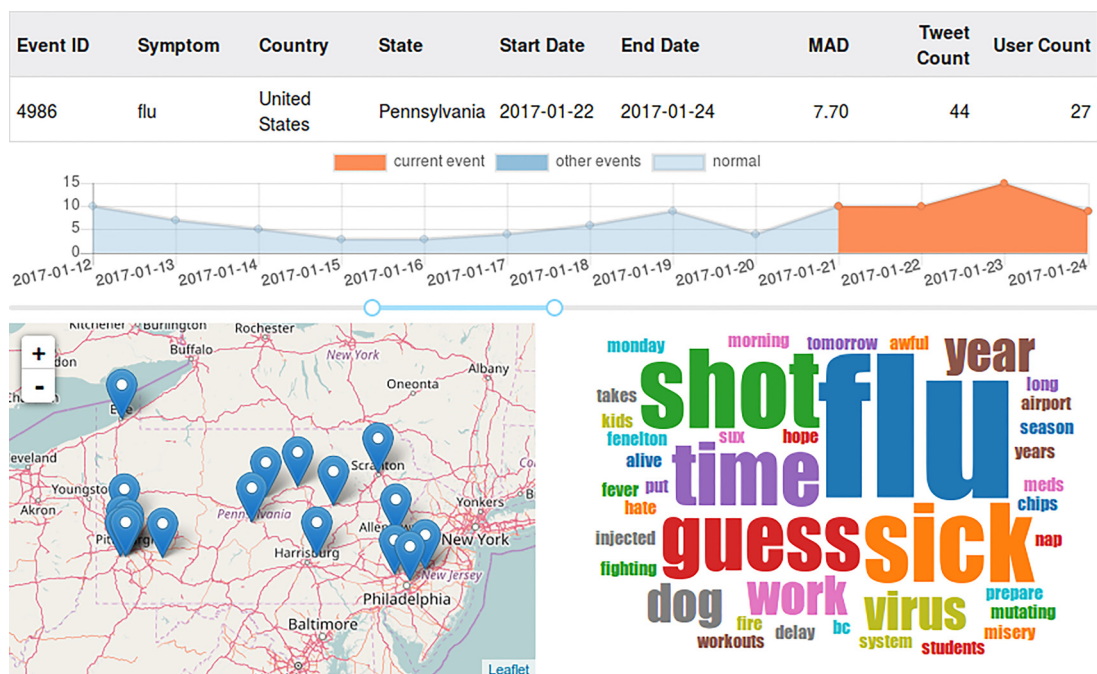 Event ID Symptom Country State Start Date End Date MAD Tweet Count User Count
4986 flu United States Pennsylvania 2017-01-22 2017-01-24 7.70 44 27
current event other events normal
15
10
5
0
2017-01-12 2017-01-13 2017-01-14 2017-01-15 2017-01-16 2017-01-17 2017-01-18 2017-01-19 2017-01-20 2017-01-21 2017-01-22 2017-01-23 2017-01-24
+
-
Kitchener Burlington Rochester
Buffalo
New York
Albany
Oneonta
Scranton
Akron
Yonkers
Pennsylvania
New York
Harrisburg
New Jersey
Philadelphia
Baltimore
Leaflet
monday morning tomorrow awful year
shot flu long
takes airport
kids season
fenelton sux hope years
alive time
fever put meds
hate chips
guess sick
injected nap
fighting
dog work virus prepare
mutating
fire bc misery
workouts delay system students